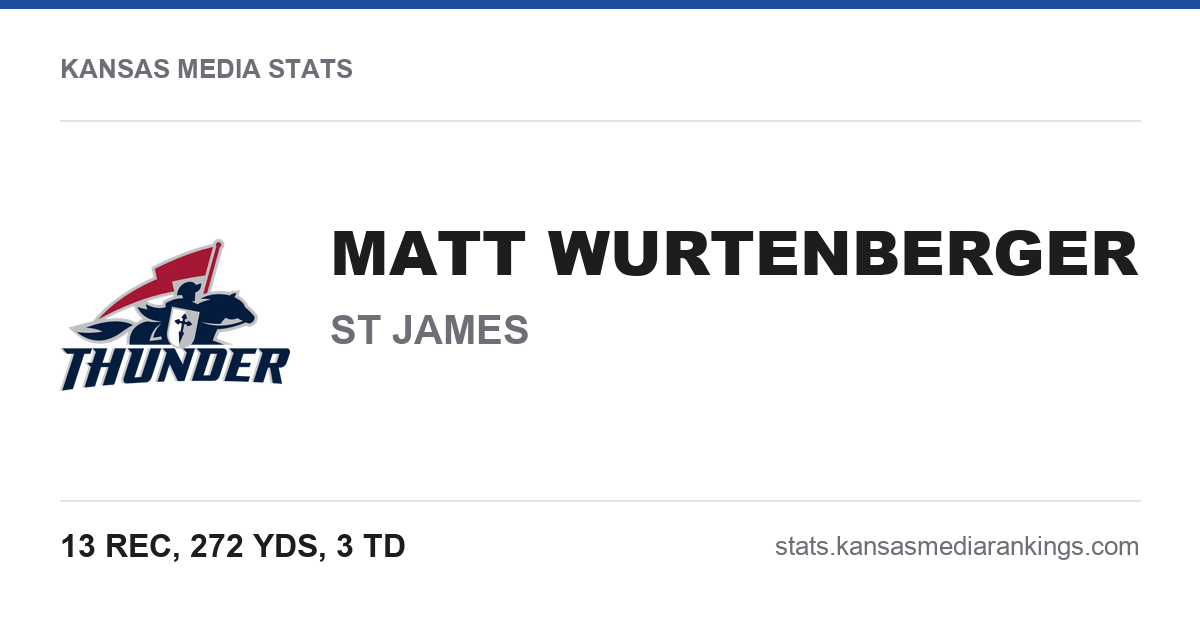 KANSAS MEDIA STATS
MATT WURTENBERGER
ST JAMES
THUNDER
13 REC, 272 YDS, 3 TD
stats.kansasmediarankings.com